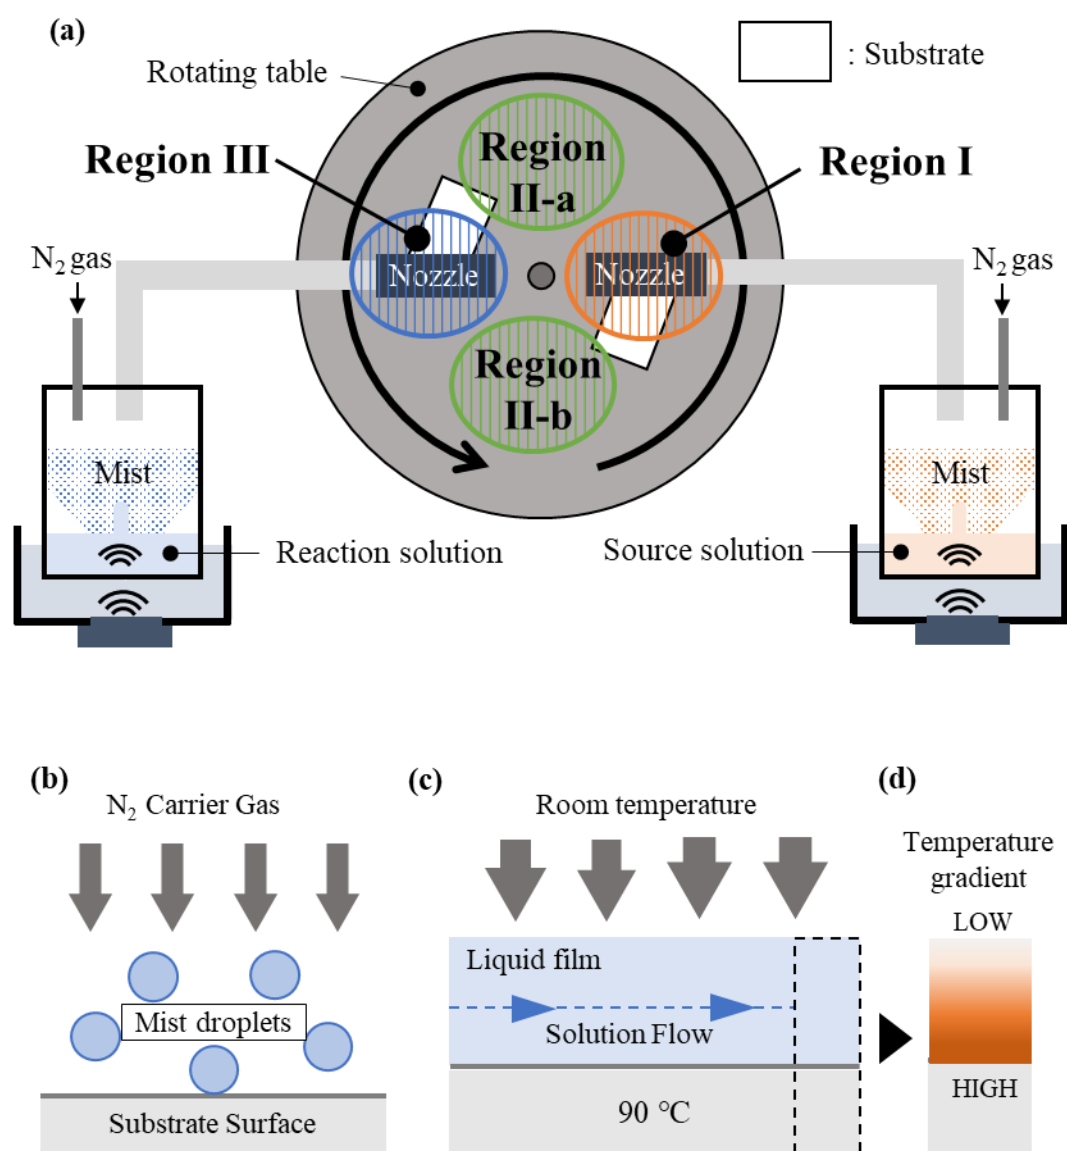 (a)
Rotating table
: Substrate
Region III
Region
II-a
Region I
N₂ gas
Nozzle
Nozzle
N₂ gas
Region
II-b
Mist
Mist
Reaction solution
Source solution
(b)
N₂ Carrier Gas
Mist droplets
Substrate Surface
(c)
Room temperature
Liquid film
Solution Flow
90 °C
(d)
Temperature
gradient
LOW
HIGH